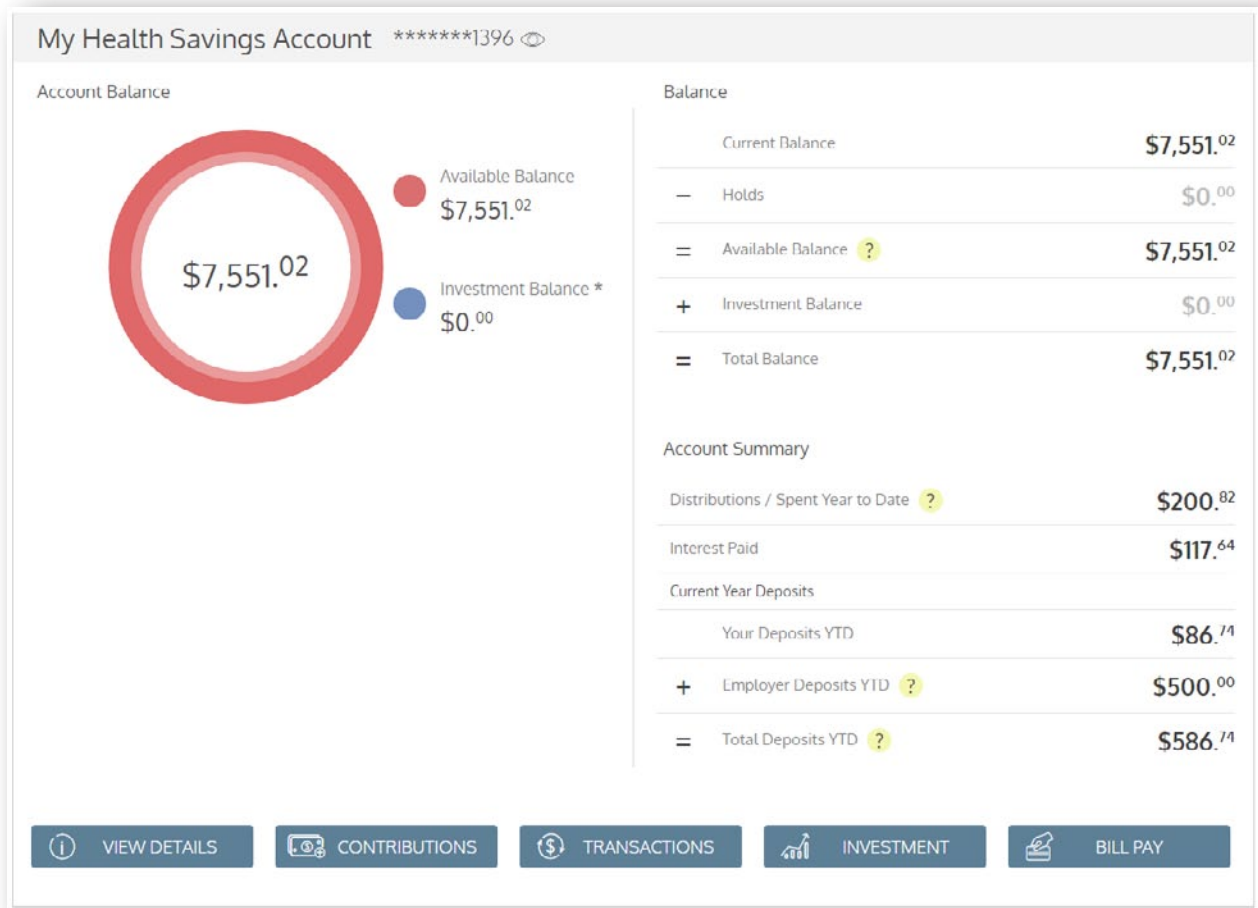 My Health Savings Account *******1396
Account Balance
$7,551.02
Available Balance
$7,551.02
Investment Balance *
$0.00
Balance
Current Balance $7,551.02
− Holds $0.00
= Available Balance ? $7,551.02
+ Investment Balance $0.00
= Total Balance $7,551.02
Account Summary
Distributions / Spent Year to Date ? $200.82
Interest Paid $117.64
Current Year Deposits
Your Deposits YTD $86.74
+ Employer Deposits YTD ? $500.00
= Total Deposits YTD ? $586.74
VIEW DETAILS CONTRIBUTIONS TRANSACTIONS INVESTMENT BILL PAY